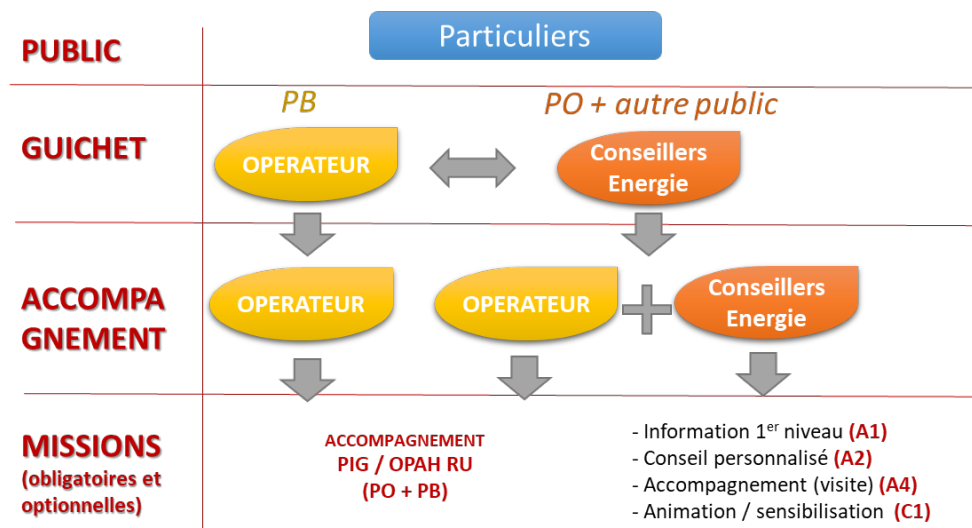 PUBLIC
Particuliers
PB
PO + autre public
GUICHET
OPERATEUR
Conseillers
Energie
ACCOMPA
GNEMENT
OPERATEUR
OPERATEUR
Conseillers
Energie
MISSIONS
(obligatoires et
optionnelles)
ACCOMPAGNEMENT
PIG / OPAH RU
(PO + PB)
- Information 1er niveau (A1)
- Conseil personnalisé (A2)
- Accompagnement (visite) (A4)
- Animation / sensibilisation (C1)